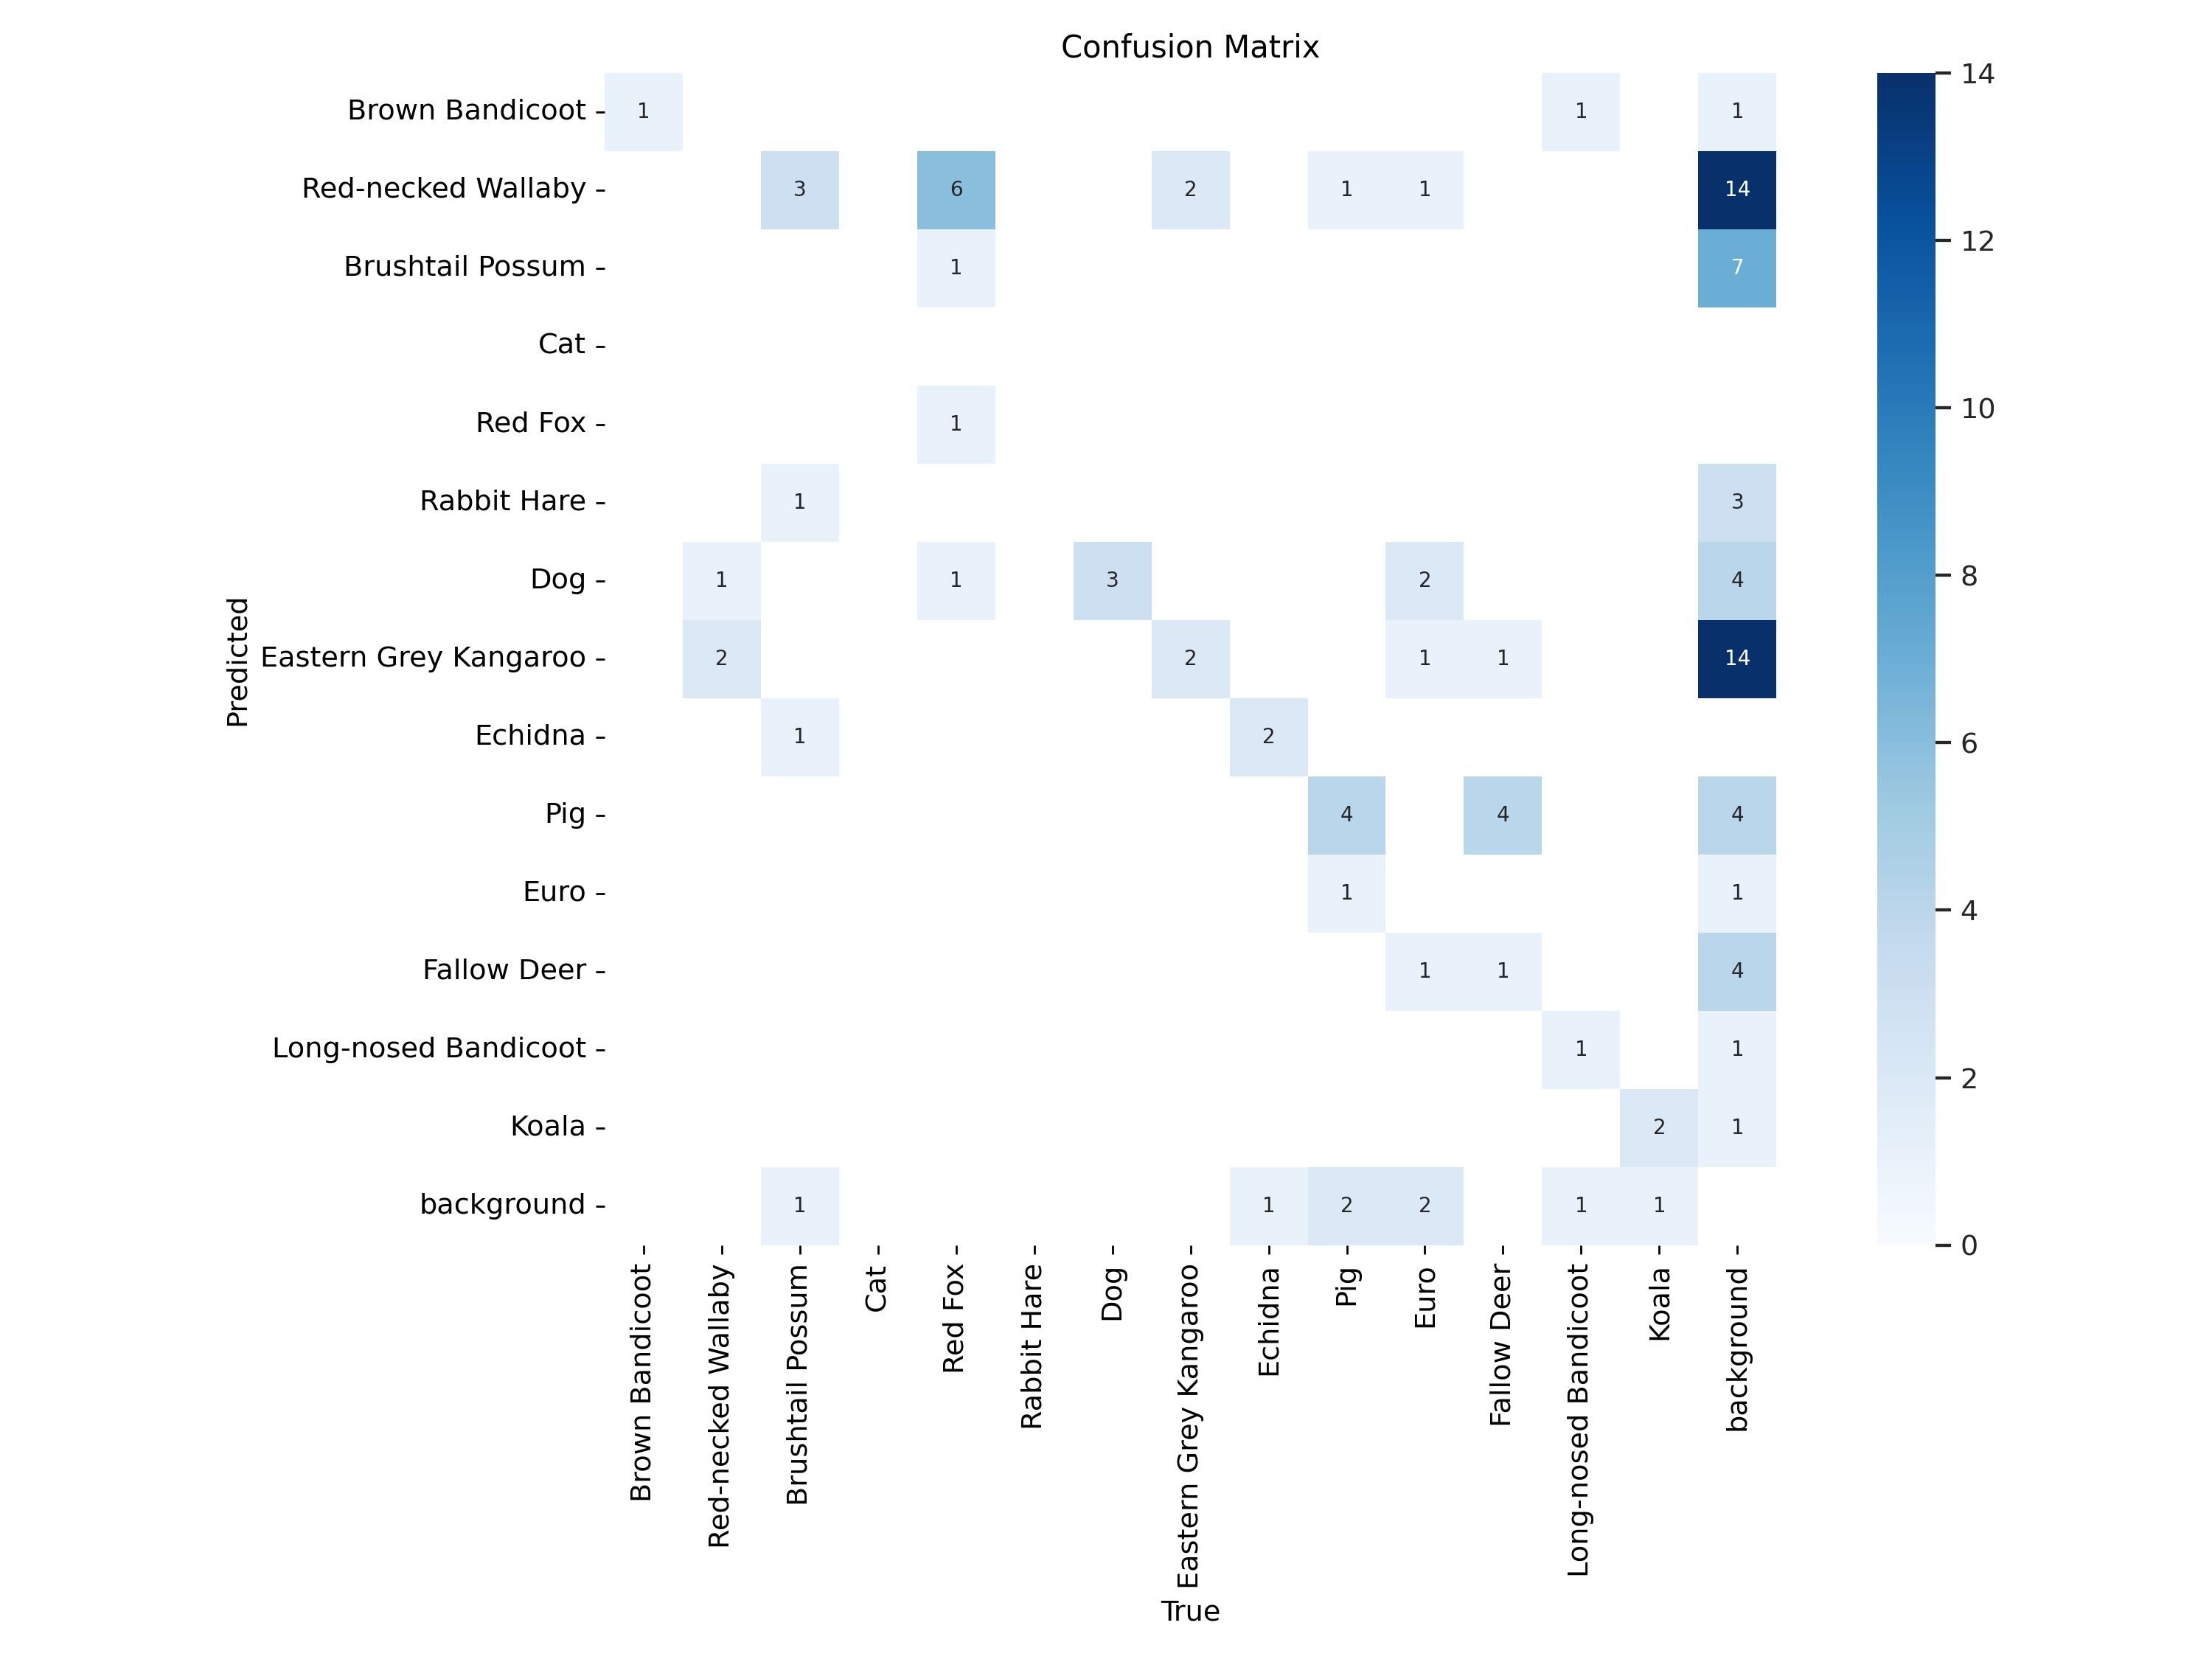 Confusion Matrix
Brown Bandicoot 1 1 1
Red-necked Wallaby 3 6 2 1 1 14
Brushtail Possum 1 7
Cat
Red Fox 1
Rabbit Hare 1 3
Dog 1 1 3 2 4
Eastern Grey Kangaroo 2 2 1 1 14
Echidna 1 2
Pig 4 4 4
Euro 1 1
Fallow Deer 1 1 4
Long-nosed Bandicoot 1 1
Koala 2 1
background 1 1 2 2 1 1
Predicted
Brown Bandicoot
Red-necked Wallaby
Brushtail Possum
Cat
Red Fox
Rabbit Hare
Dog
Eastern Grey Kangaroo
Echidna
Pig
Euro
Fallow Deer
Long-nosed Bandicoot
Koala
background
True
14
12
10
8
6
4
2
0